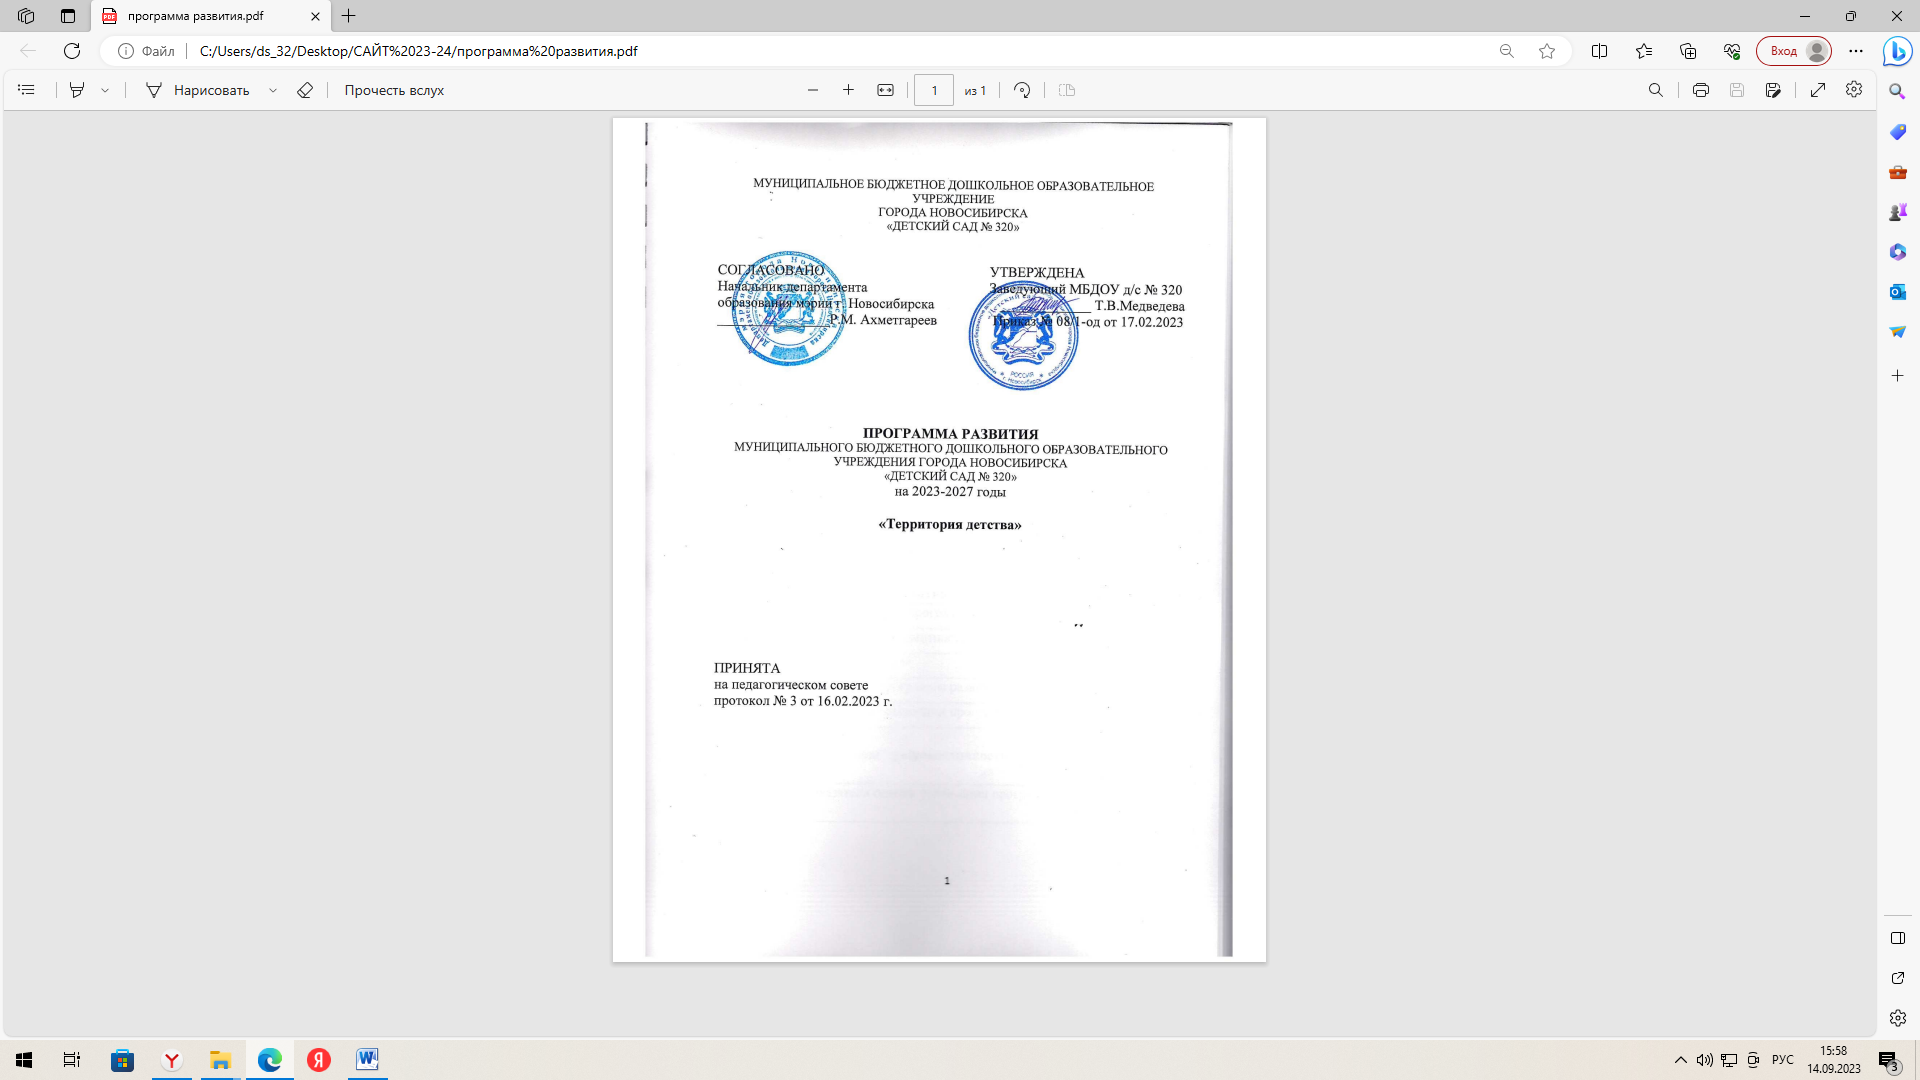 программа развития.pdf
Файл
C:/Users/ds_32/Desktop/САЙТ%2023-24/программа%20развития.pdf
Вход
Нарисовать
Прочесть вслух
1
из 1
МУНИЦИПАЛЬНОЕ БЮДЖЕТНОЕ ДОШКОЛЬНОЕ ОБРАЗОВАТЕЛЬНОЕ
УЧРЕЖДЕНИЕ
ГОРОДА НОВОСИБИРСКА
«ДЕТСКИЙ САД № 320»
СОГЛАСОВАНО
Начальник департамента
образования мэрии г. Новосибирска
Р.М. Ахметгареев
УТВЕРЖДЕНА
Заведующий МБДОУ д/с № 320
Т.В.Медведева
Приказ № 08/1-од от 17.02.2023
РОССИЯ
ПРОГРАММА РАЗВИТИЯ
МУНИЦИПАЛЬНОГО БЮДЖЕТНОГО ДОШКОЛЬНОГО ОБРАЗОВАТЕЛЬНОГО
УЧРЕЖДЕНИЯ ГОРОДА НОВОСИБИРСКА
«ДЕТСКИЙ САД № 320»
на 2023-2027 годы
«Территория детства»
ПРИНЯТА
на педагогическом совете
протокол № 3 от 16.02.2023 г.
1
РУС
15:58
14.09.2023
3